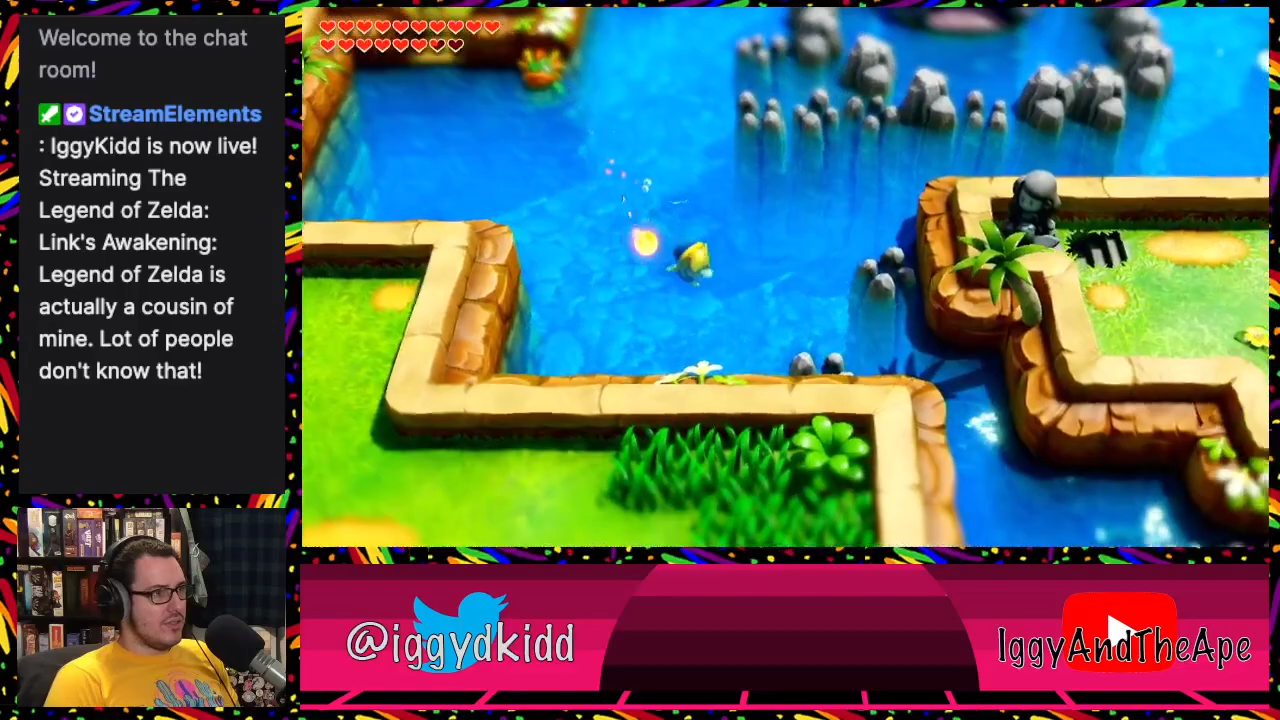 Welcome to the chat
room!
StreamElements
: IggyKidd is now live!
Streaming The
Legend of Zelda:
Link's Awakening:
Legend of Zelda is
actually a cousin of
mine. Lot of people
don't know that!
@iggydkidd
IggyAndTheApe